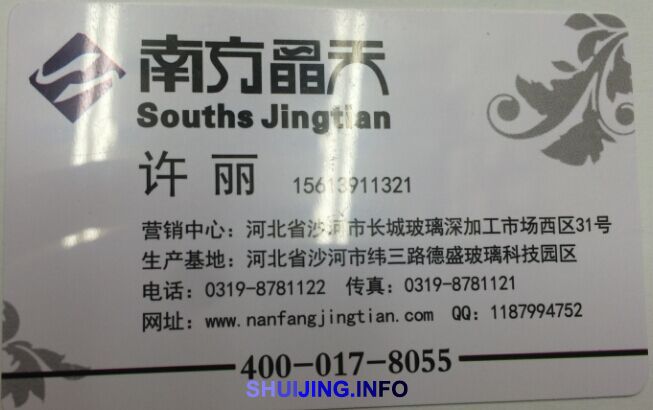 南方晶天
Souths Jingtian
许丽 15613911321
营销中心：河北省沙河市长城玻璃深加工市场西区31号
生产基地：河北省沙河市纬三路德盛玻璃科技园区
电话：0319-8781122 传真：0319-8781121
网址：www.nanfangjingtian.com QQ：1187994752
400-017-8055
SHUIJING.INFO